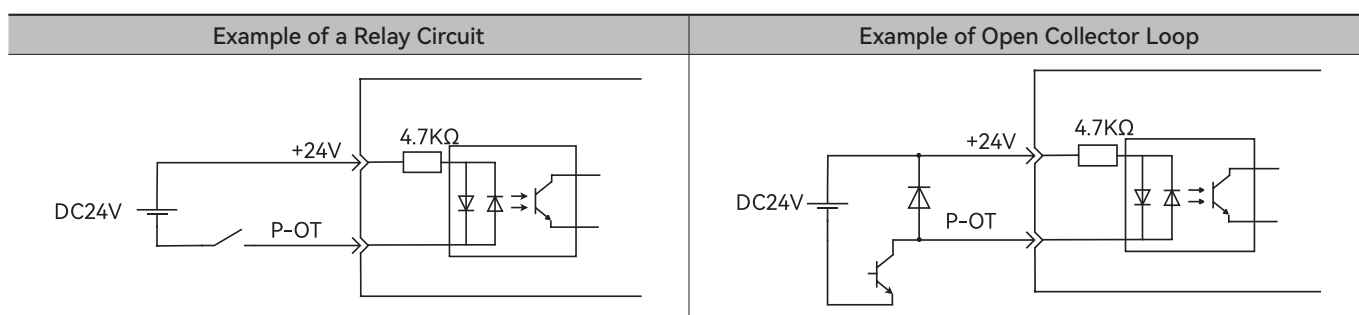 Example of a Relay Circuit
Example of Open Collector Loop
+24V
4.7KΩ
DC24V
P-OT
+24V
4.7KΩ
DC24V
P-OT